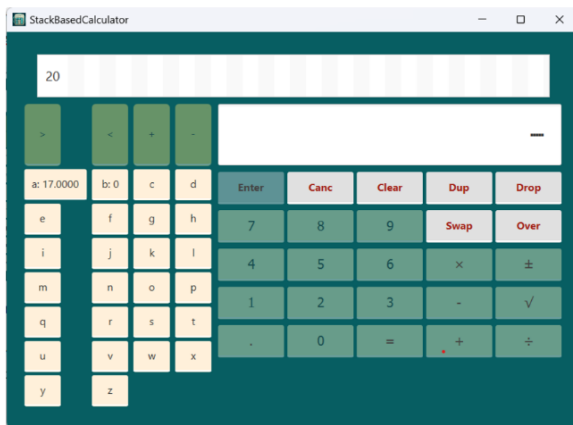 StackBasedCalculator
20
> < + -
–
a: 17.0000 b: 0 c d Enter Canc Clear Dup Drop
e f g h 7 8 9 Swap Over
i j k l 4 5 6 × ±
m n o p 1 2 3 - √
q r s t . 0 = + ÷
u v w x
y z